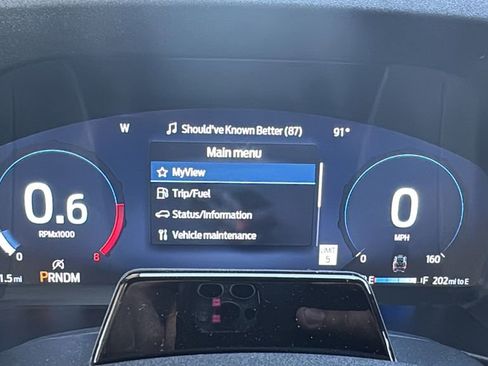 W Should've Known Better (87) 91°
Main menu
MyView
Trip/Fuel
Status/Information
Vehicle maintenance
0.6
RPMx1000
0 8
0
MPH
0 160
LIMIT
5
1.5 mi PRNDM
E F 202 mi to E